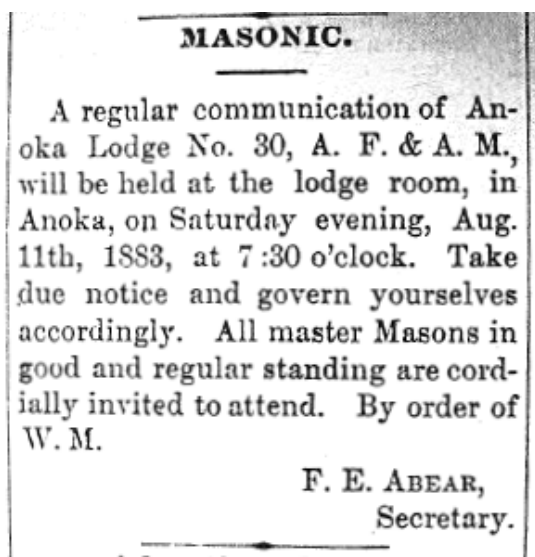 MASONIC.
A regular communication of An-
oka Lodge No. 30, A. F. & A. M.,
will be held at the lodge room, in
Anoka, on Saturday evening, Aug.
11th, 1883, at 7:30 o'clock. Take
due notice and govern yourselves
accordingly. All master Masons in
good and regular standing are cord-
ially invited to attend. By order of
W. M.
F. E. ABEAR,
Secretary.